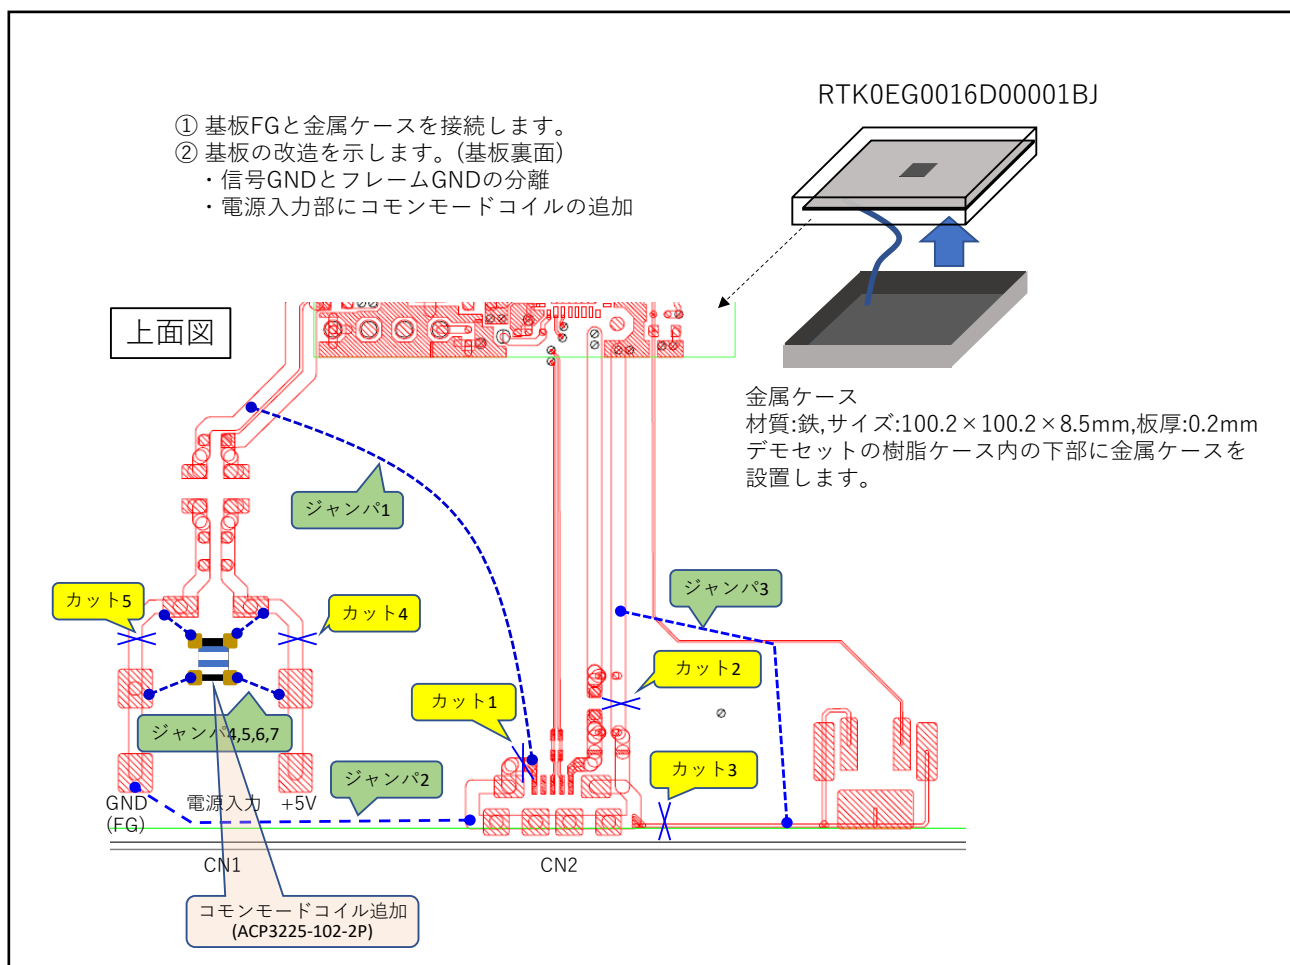 RTK0EG0016D00001BJ
① 基板FGと金属ケースを接続します。
② 基板の改造を示します。(基板裏面)
・信号GNDとフレームGNDの分離
・電源入力部にコモンモードコイルの追加
上面図
金属ケース
材質:鉄,サイズ:100.2×100.2×8.5mm,板厚:0.2mm
デモセットの樹脂ケース内の下部に金属ケースを
設置します。
ジャンパ1
カット5
カット4
ジャンパ3
カット2
カット1
ジャンパ4,5,6,7
ジャンパ2
カット3
GND
(FG)
電源入力
+5V
CN1
CN2
コモンモードコイル追加
(ACP3225-102-2P)